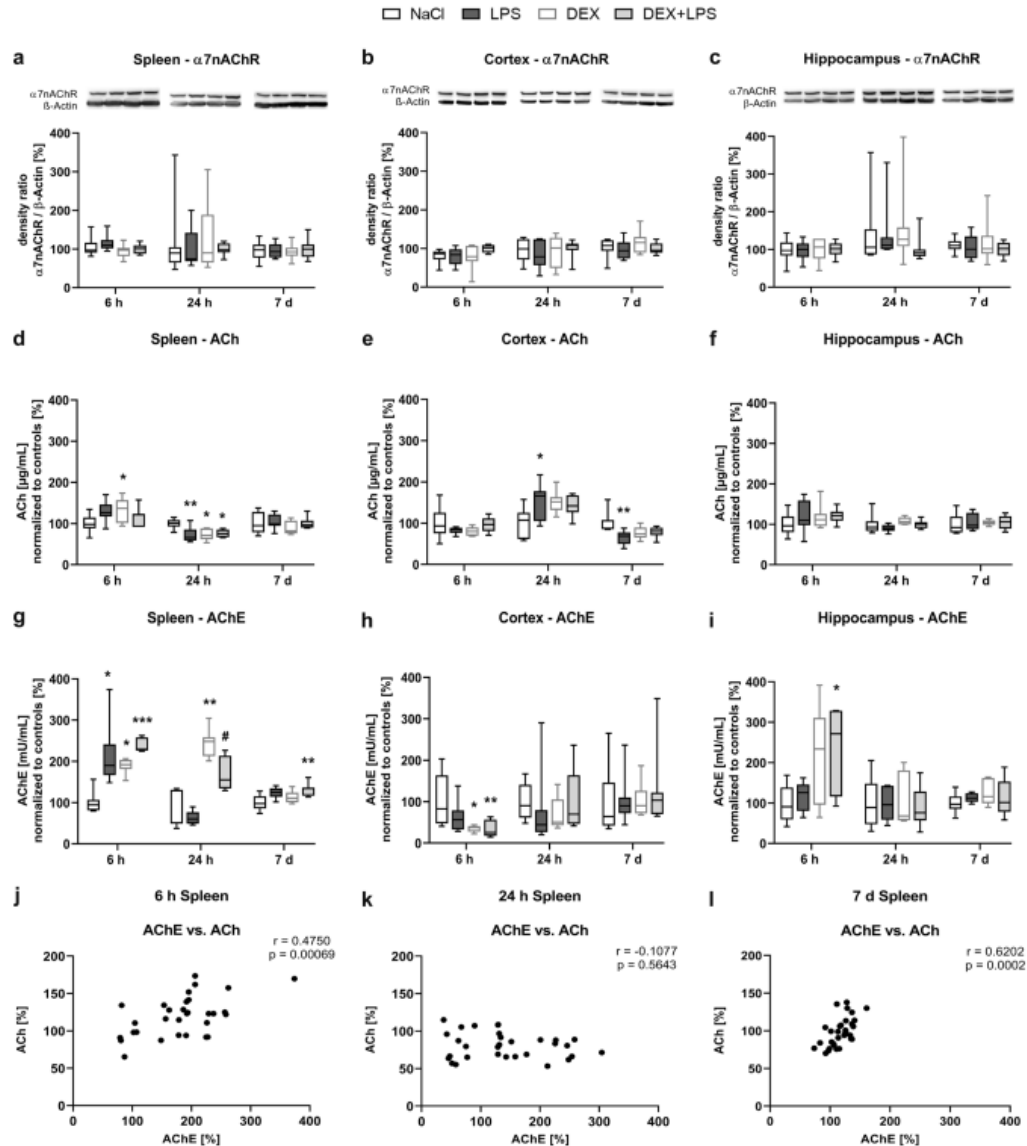 NaCl LPS DEX DEX+LPS
a Spleen - α7nAChR
α7nAChR
ß-Actin
density ratio
α7nAChR / β-Actin [%]
400
300
200
100
0
6 h 24 h 7 d
b Cortex - α7nAChR
α7nAChR
ß-Actin
density ratio
α7nAChR / β-Actin [%]
400
300
200
100
0
6 h 24 h 7 d
c Hippocampus - α7nAChR
α7nAChR
β-Actin
density ratio
α7nAChR / β-Actin [%]
400
300
200
100
0
6 h 24 h 7 d
d Spleen - ACh
ACh [µg/mL]
normalized to controls [%]
400
300
200
100
0
* ** * *
6 h 24 h 7 d
e Cortex - ACh
ACh [µg/mL]
normalized to controls [%]
400
300
200
100
0
* **
6 h 24 h 7 d
f Hippocampus - ACh
ACh [µg/mL]
normalized to controls [%]
400
300
200
100
0
6 h 24 h 7 d
g Spleen - AChE
AChE [mU/mL]
normalized to controls [%]
400
300
200
100
0
* * *** ** # **
6 h 24 h 7 d
h Cortex - AChE
AChE [mU/mL]
normalized to controls [%]
400
300
200
100
0
* **
6 h 24 h 7 d
i Hippocampus - AChE
AChE [mU/mL]
normalized to controls [%]
400
300
200
100
0
*
6 h 24 h 7 d
j 6 h Spleen
AChE vs. ACh
r = 0.4750
p = 0.00069
ACh [%]
200
150
100
50
0
0 100 200 300 400
AChE [%]
k 24 h Spleen
AChE vs. ACh
r = -0.1077
p = 0.5643
ACh [%]
200
150
100
50
0
0 100 200 300 400
AChE [%]
l 7 d Spleen
AChE vs. ACh
r = 0.6202
p = 0.0002
ACh [%]
200
150
100
50
0
0 100 200 300 400
AChE [%]